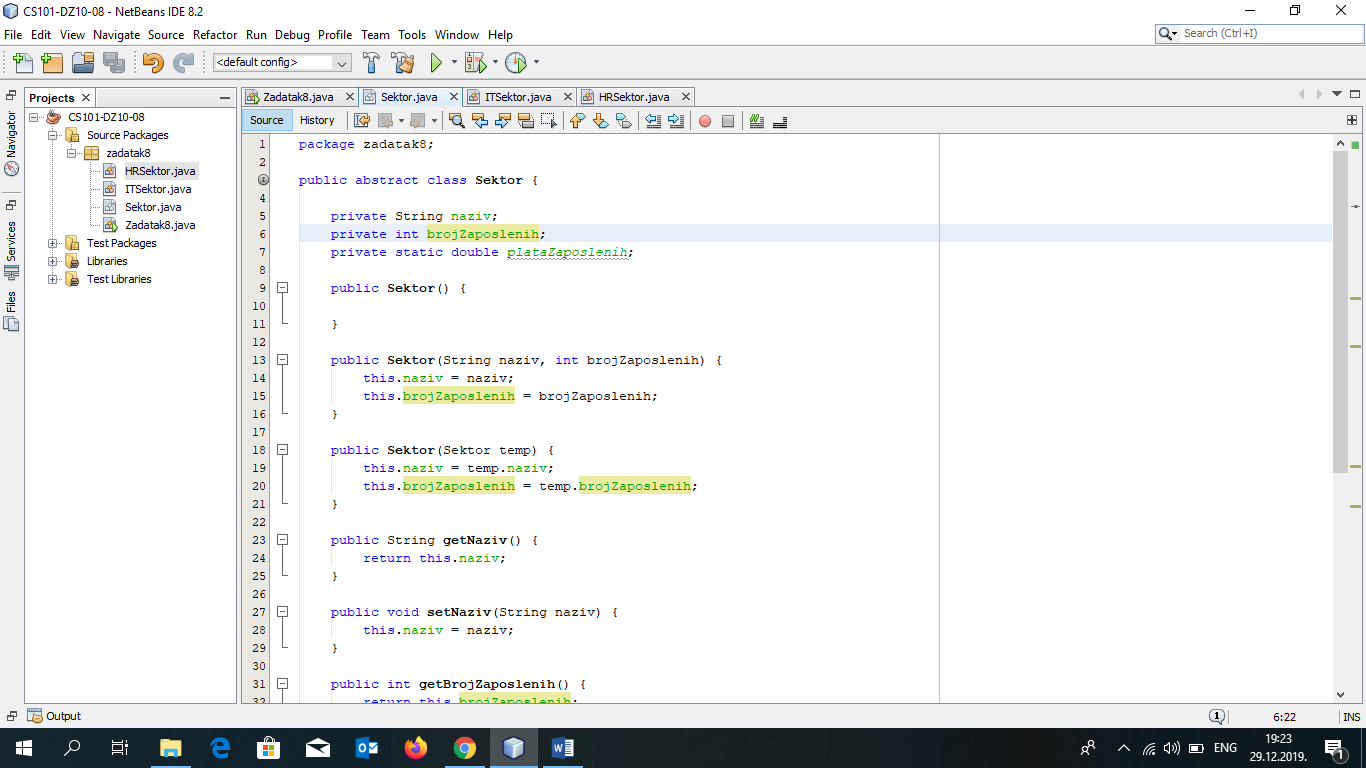 CS101-DZ10-08 - NetBeans IDE 8.2
File Edit View Navigate Source Refactor Run Debug Profile Team Tools Window Help
Search (Ctrl+I)
<default config>
Projects
Navigator
Services
Files
CS101-DZ10-08
Source Packages
zadatak8
HRSektor.java
ITSektor.java
Sektor.java
Zadatak8.java
Test Packages
Libraries
Test Libraries
Zadatak8.java Sektor.java ITSektor.java HRSektor.java
Source History
1 package zadatak8;
2
public abstract class Sektor {
4
5 private String naziv;
6 private int brojZaposlenih;
7 private static double plataZaposlenih;
8
9 public Sektor() {
10
11 }
12
13 public Sektor(String naziv, int brojZaposlenih) {
14 this.naziv = naziv;
15 this.brojZaposlenih = brojZaposlenih;
16 }
17
18 public Sektor(Sektor temp) {
19 this.naziv = temp.naziv;
20 this.brojZaposlenih = temp.brojZaposlenih;
21 }
22
23 public String getNaziv() {
24 return this.naziv;
25 }
26
27 public void setNaziv(String naziv) {
28 this.naziv = naziv;
29 }
30
31 public int getBrojZaposlenih() {
32 return this.brojZaposlenih;
Output
1
6:22
INS
ENG
19:23
29.12.2019.
1